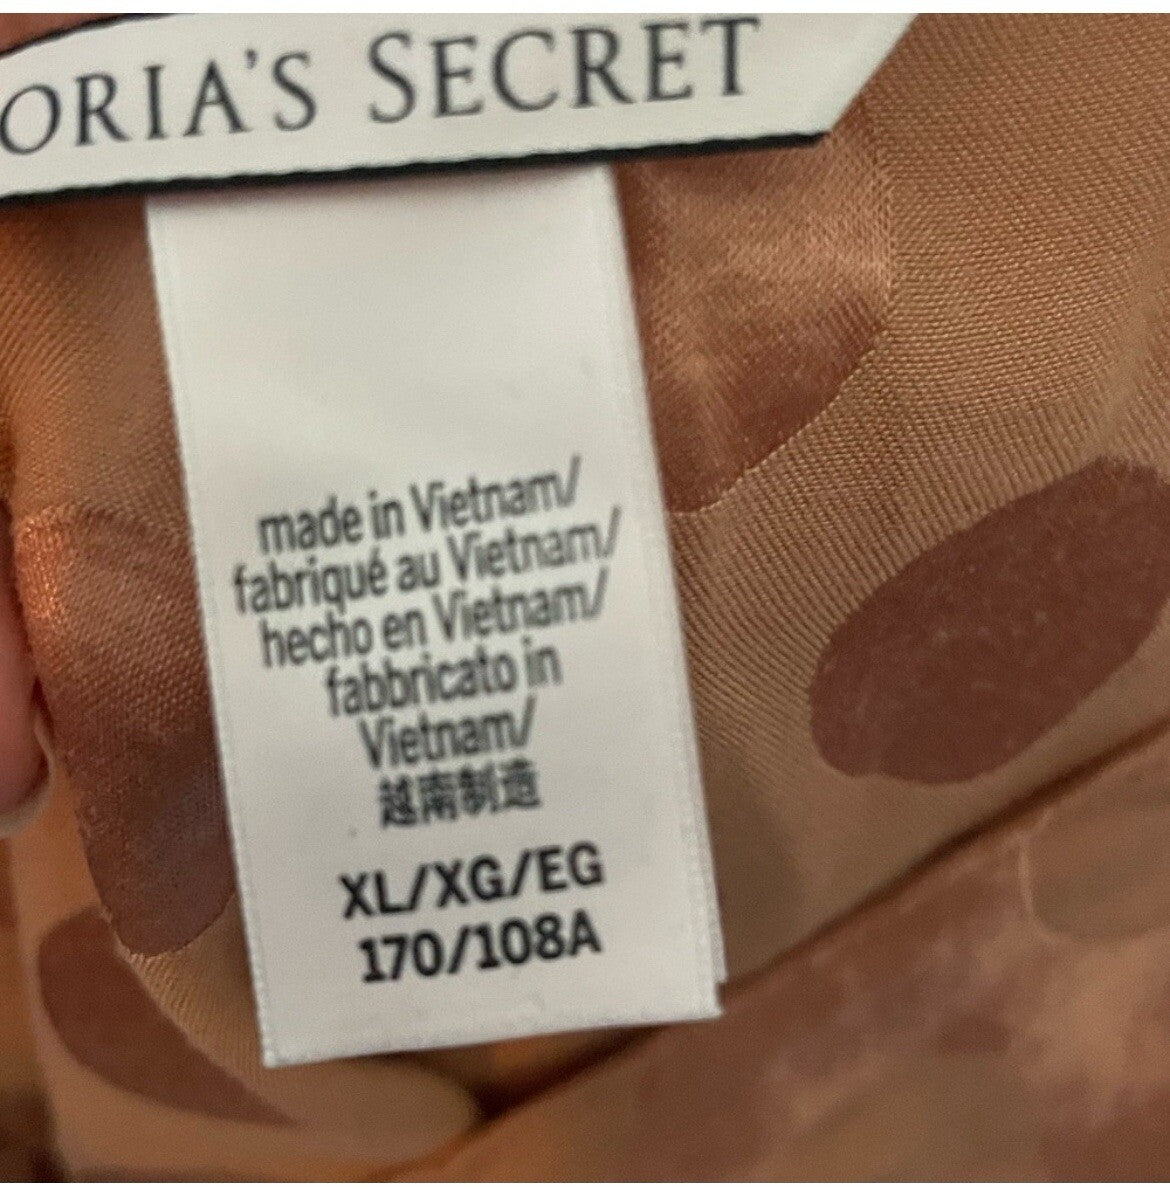 ORIA'S SECRET
made in Vietnam/
fabriqué au Vietnam/
hecho en Vietnam/
fabbricato in
Vietnam/
越南制造
XL/XG/EG
170/108A